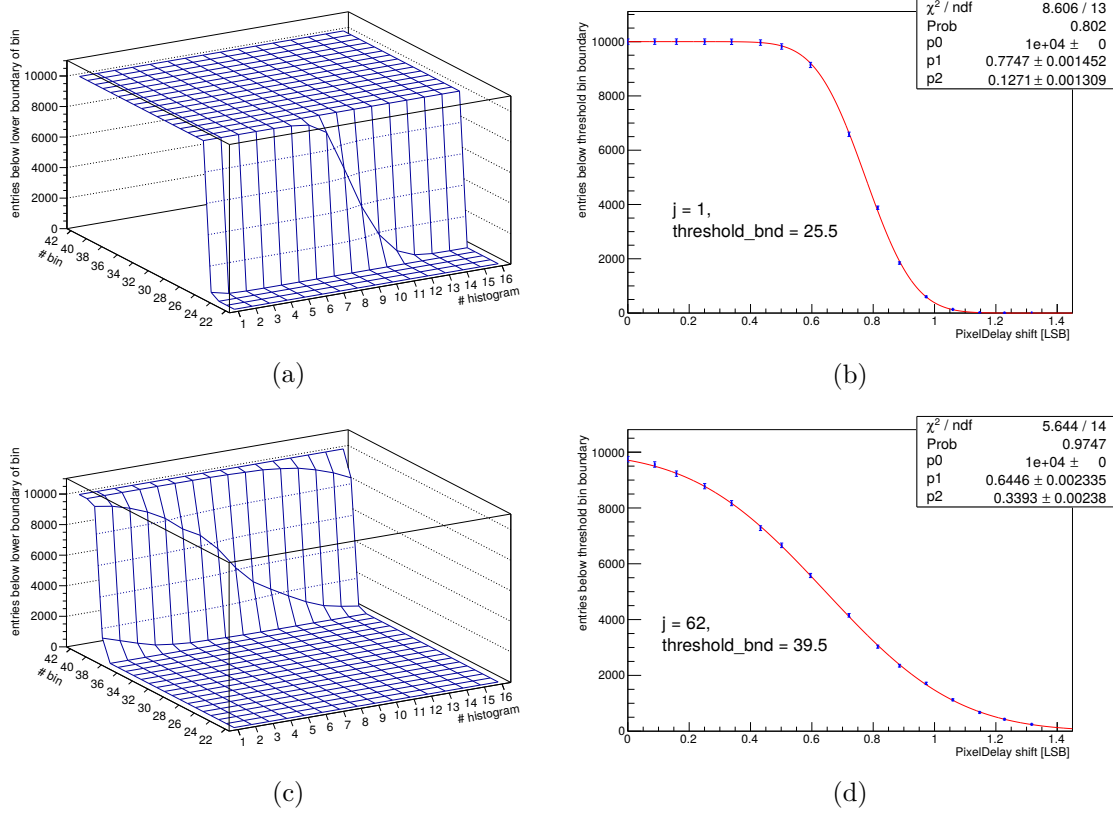 entries below lower boundary of bin
10000
8000
6000
4000
2000
0
42
40
38
36
34
32
30
28
26
24
22
# bin
1
2
3
4
5
6
7
8
9
10
11
12
13
14
15
16
# histogram
(a)
χ² / ndf 8.606 / 13
Prob 0.802
p0 1e+04 ± 0
p1 0.7747 ± 0.001452
p2 0.1271 ± 0.001309
entries below threshold bin boundary
10000
8000
6000
4000
2000
0
j = 1,
threshold_bnd = 25.5
0 0.2 0.4 0.6 0.8 1 1.2 1.4
PixelDelay shift [LSB]
(b)
entries below lower boundary of bin
10000
8000
6000
4000
2000
0
42
40
38
36
34
32
30
28
26
24
22
# bin
1
2
3
4
5
6
7
8
9
10
11
12
13
14
15
16
# histogram
(c)
χ² / ndf 5.644 / 14
Prob 0.9747
p0 1e+04 ± 0
p1 0.6446 ± 0.002335
p2 0.3393 ± 0.00238
entries below threshold bin boundary
10000
8000
6000
4000
2000
0
j = 62,
threshold_bnd = 39.5
0 0.2 0.4 0.6 0.8 1 1.2 1.4
PixelDelay shift [LSB]
(d)